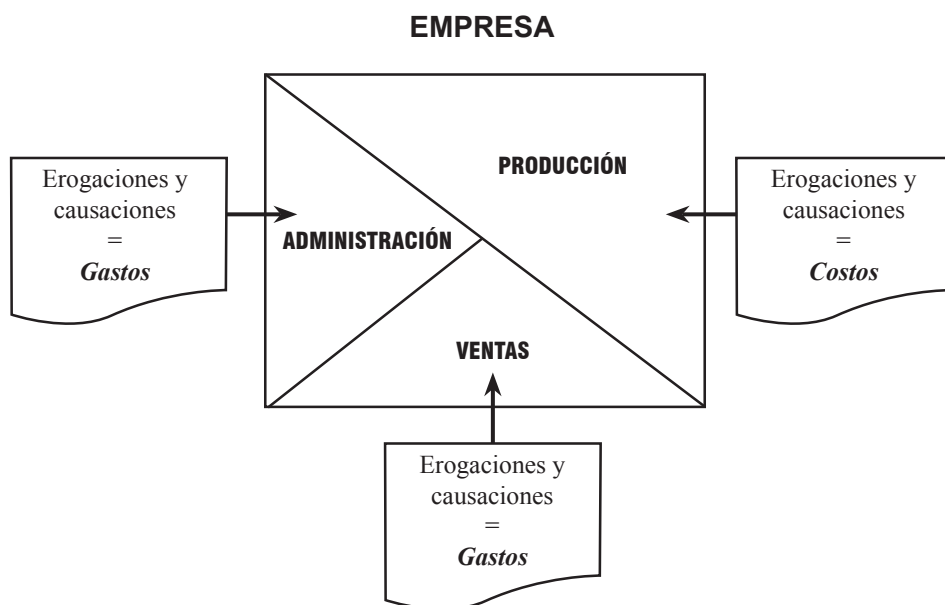 EMPRESA
PRODUCCIÓN
Erogaciones y
causaciones
=
Gastos
ADMINISTRACIÓN
Erogaciones y
causaciones
=
Costos
VENTAS
Erogaciones y
causaciones
=
Gastos